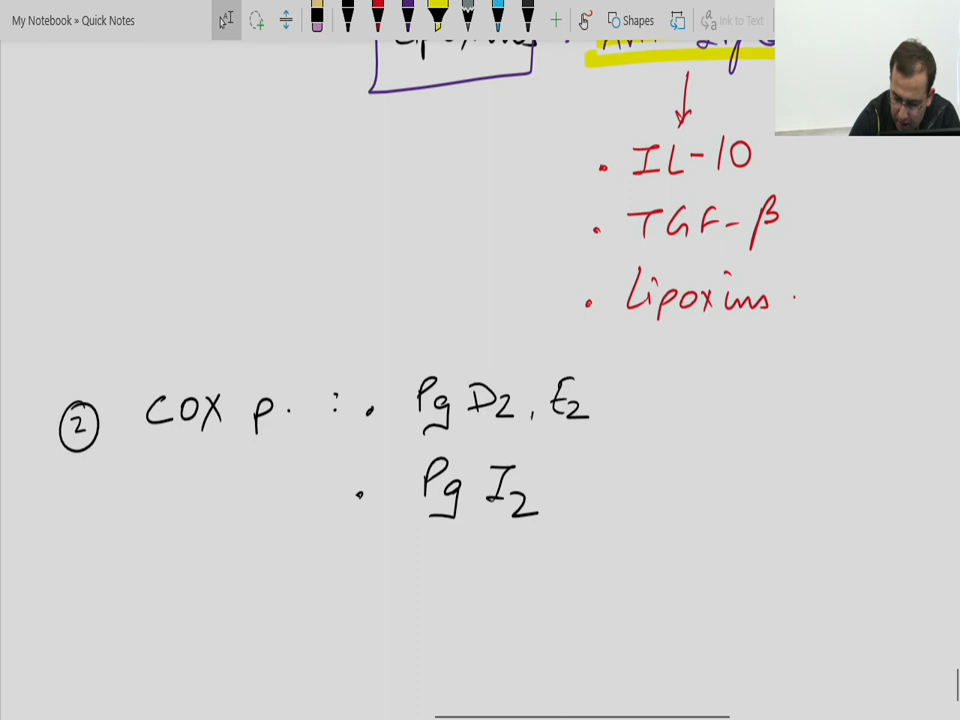 My Notebook » Quick Notes
Shapes
Ink to Text
. IL-10
. TGF-β
. Lipoxins .
2 COX p. : . Pg D2, E2
. Pg I2